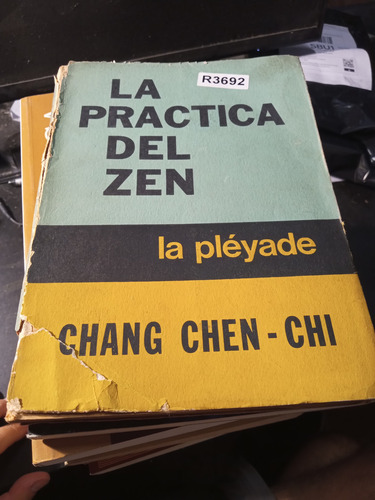 LA
R3692
PRACTICA
DEL
ZEN
la pléyade
CHANG CHEN-CHI